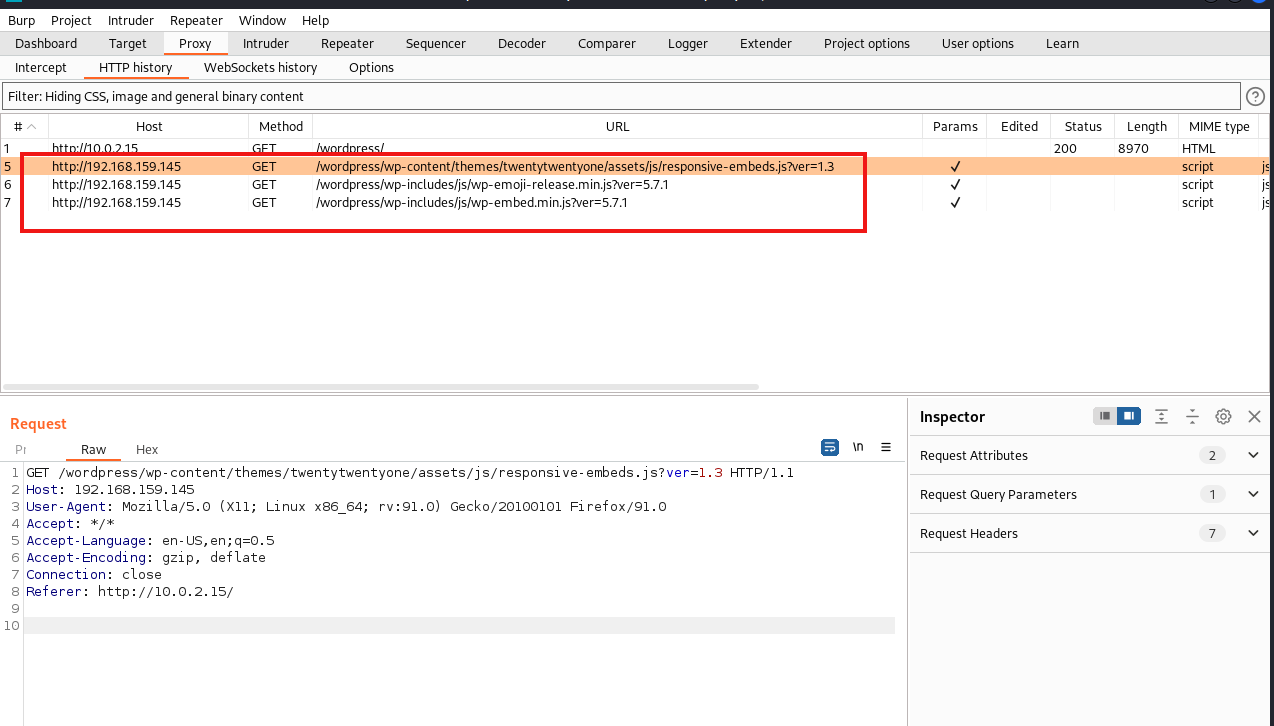 Burp Project Intruder Repeater Window Help
Dashboard Target Proxy Intruder Repeater Sequencer Decoder Comparer Logger Extender Project options User options Learn
Intercept HTTP history WebSockets history Options
Filter: Hiding CSS, image and general binary content ?
# Host Method URL Params Edited Status Length MIME type
1 http://10.0.2.15 GET /wordpress/ 200 8970 HTML
5 http://192.168.159.145 GET /wordpress/wp-content/themes/twentytwentyone/assets/js/responsive-embeds.js?ver=1.3 ✓ script js
6 http://192.168.159.145 GET /wordpress/wp-includes/js/wp-emoji-release.min.js?ver=5.7.1 ✓ script js
7 http://192.168.159.145 GET /wordpress/wp-includes/js/wp-embed.min.js?ver=5.7.1 ✓ script js
Request
Pr Raw Hex \n
1 GET /wordpress/wp-content/themes/twentytwentyone/assets/js/responsive-embeds.js?ver=1.3 HTTP/1.1
2 Host: 192.168.159.145
3 User-Agent: Mozilla/5.0 (X11; Linux x86_64; rv:91.0) Gecko/20100101 Firefox/91.0
4 Accept: */*
5 Accept-Language: en-US,en;q=0.5
6 Accept-Encoding: gzip, deflate
7 Connection: close
8 Referer: http://10.0.2.15/
9
10
Inspector
Request Attributes 2
Request Query Parameters 1
Request Headers 7